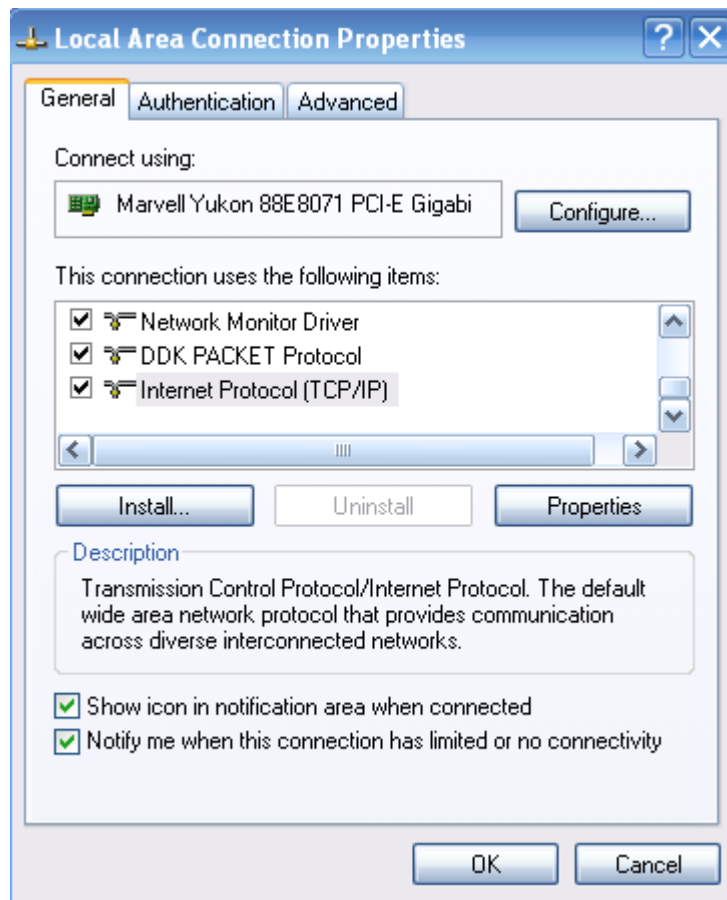 Local Area Connection Properties
General Authentication Advanced
Connect using:
Marvell Yukon 88E8071 PCI-E Gigabi
Configure...
This connection uses the following items:
Network Monitor Driver
DDK PACKET Protocol
Internet Protocol (TCP/IP)
Install... Uninstall Properties
Description
Transmission Control Protocol/Internet Protocol. The default
wide area network protocol that provides communication
across diverse interconnected networks.
Show icon in notification area when connected
Notify me when this connection has limited or no connectivity
OK Cancel